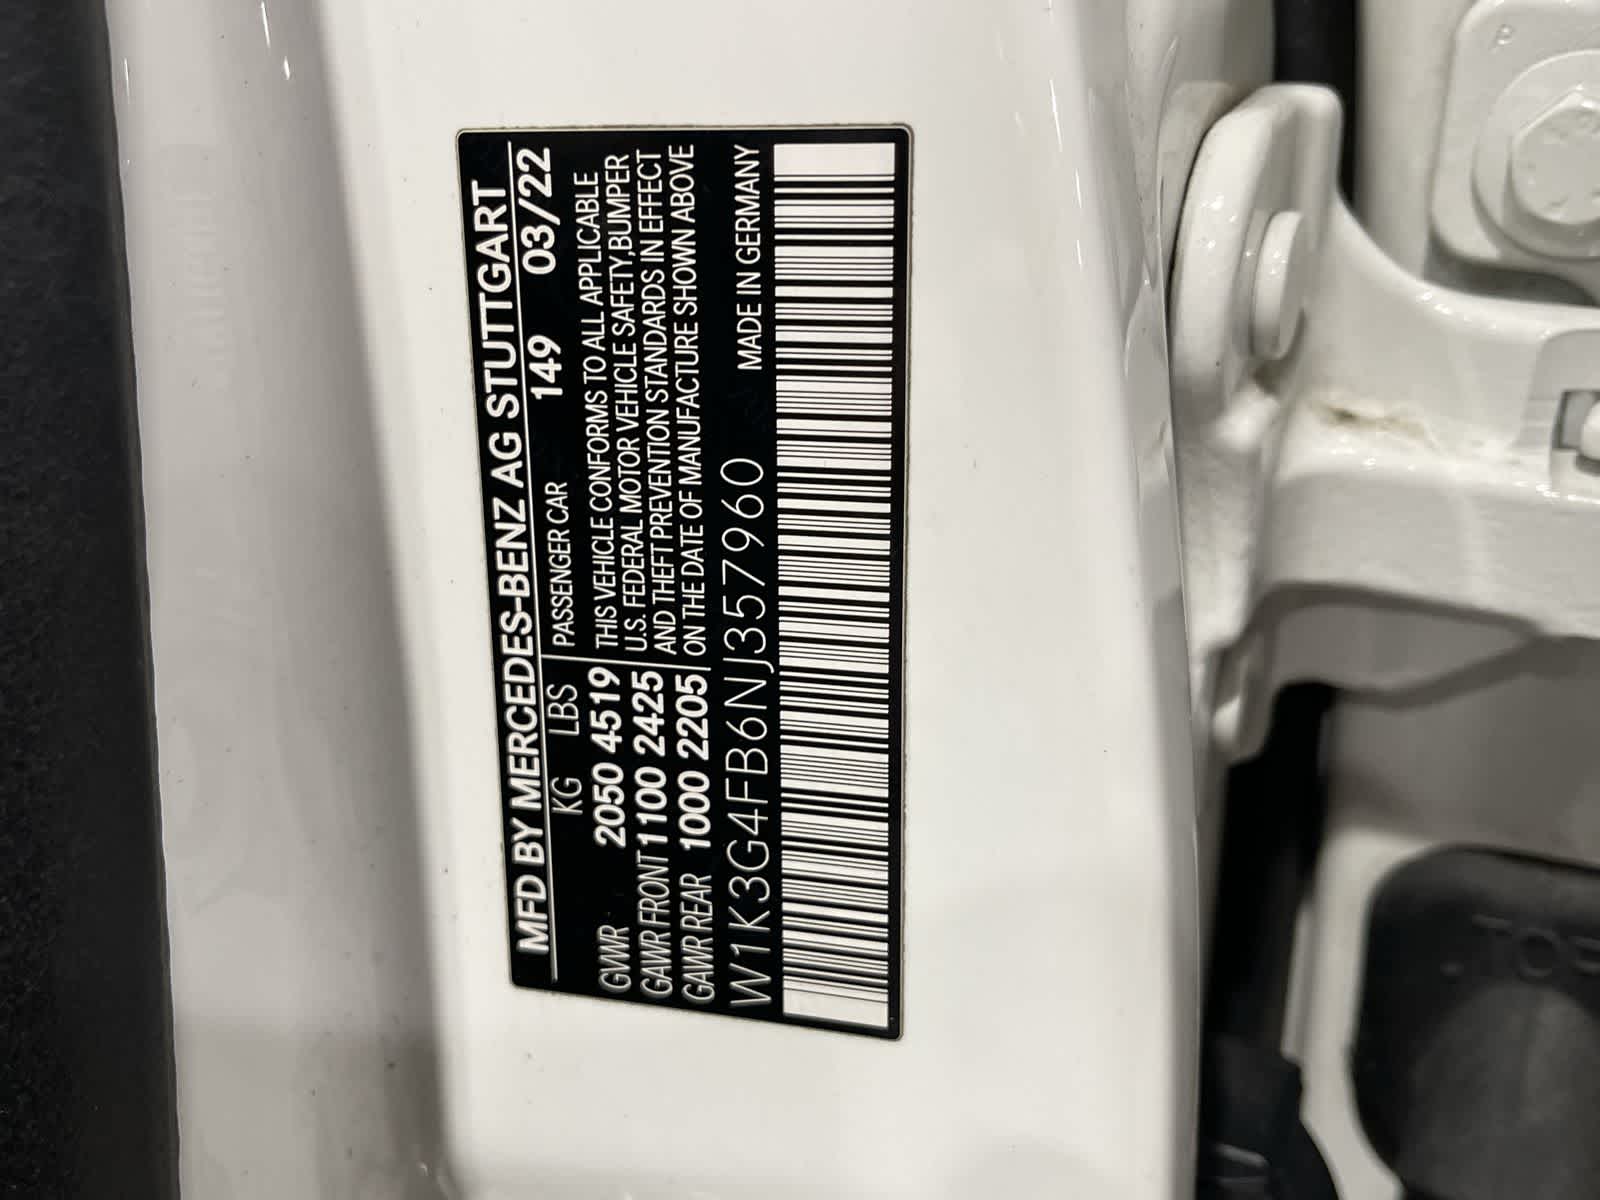 MFD BY MERCEDES-BENZ AG STUTTGART
KG LBS PASSENGER CAR 149 03/22
GVWR 2050 4519 THIS VEHICLE CONFORMS TO ALL APPLICABLE
GAWR FRONT 1100 2425 U.S. FEDERAL MOTOR VEHICLE SAFETY,BUMPER
AND THEFT PREVENTION STANDARDS IN EFFECT
GAWR REAR 1000 2205 ON THE DATE OF MANUFACTURE SHOWN ABOVE
W1K3G4FB6NJ357960 MADE IN GERMANY
P